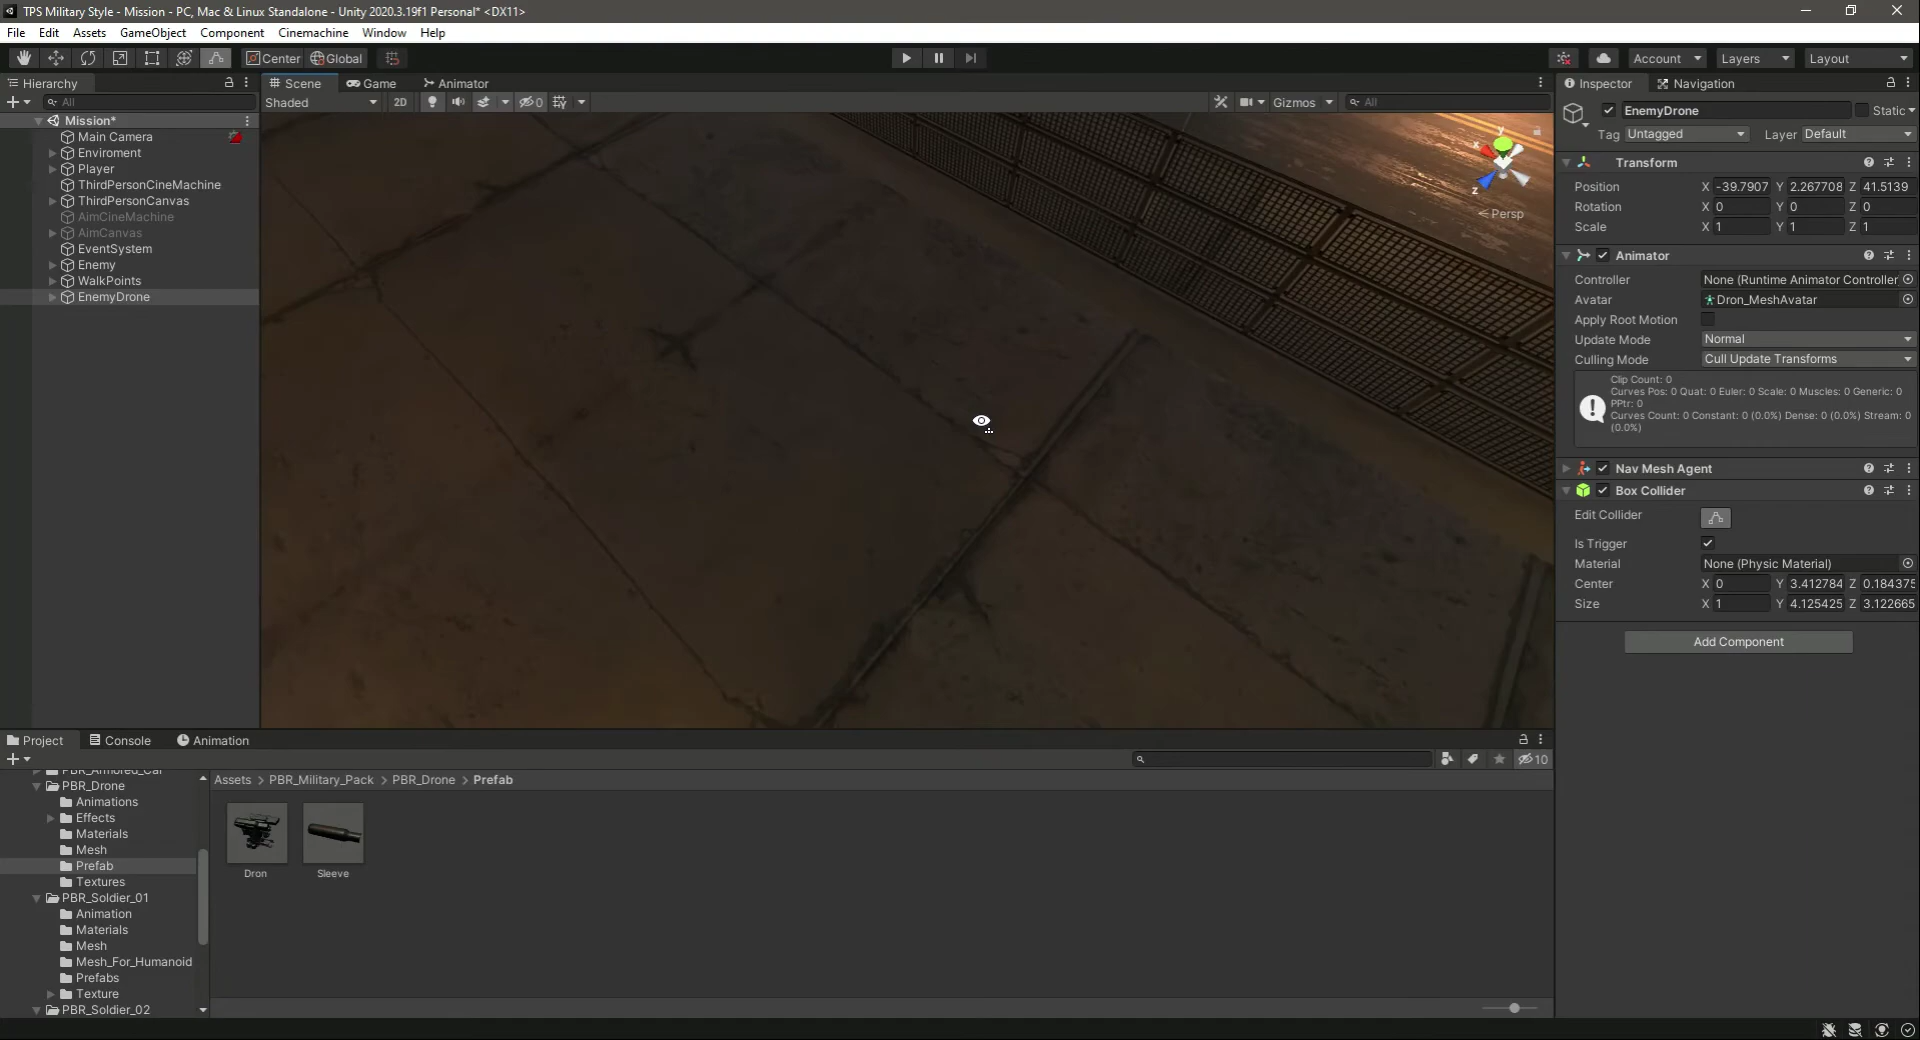 TPS Military Style - Mission - PC, Mac & Linux Standalone - Unity 2020.3.19f1 Personal* <DX11>
File Edit Assets GameObject Component Cinemachine Window Help
Center Global Account Layers Layout
Hierarchy Scene Game Animator Inspector Navigation
All Shaded 2D 0 Gizmos All
Mission*
Main Camera
Enviroment
Player
ThirdPersonCineMachine
ThirdPersonCanvas
AimCineMachine
AimCanvas
EventSystem
Enemy
WalkPoints
EnemyDrone
y
x
z
Persp
EnemyDrone Static
Tag Untagged Layer Default
Transform
Position X -39.7907 Y 2.267708 Z 41.5139
Rotation X 0 Y 0 Z 0
Scale X 1 Y 1 Z 1
Animator
Controller None (Runtime Animator Controller
Avatar Dron_MeshAvatar
Apply Root Motion
Update Mode Normal
Culling Mode Cull Update Transforms
Clip Count: 0
Curves Pos: 0 Quat: 0 Euler: 0 Scale: 0 Muscles: 0 Generic: 0
PPtr: 0
Curves Count: 0 Constant: 0 (0.0%) Dense: 0 (0.0%) Stream: 0
(0.0%)
Nav Mesh Agent
Box Collider
Edit Collider
Is Trigger
Material None (Physic Material)
Center X 0 Y 3.412784 Z 0.184375
Size X 1 Y 4.125425 Z 3.122665
Add Component
Project Console Animation
10
PBR_Armored_Car
PBR_Drone
Animations
Effects
Materials
Mesh
Prefab
Textures
PBR_Soldier_01
Animation
Materials
Mesh
Mesh_For_Humanoid
Prefabs
Texture
PBR_Soldier_02
Assets > PBR_Military_Pack > PBR_Drone > Prefab
Dron Sleeve